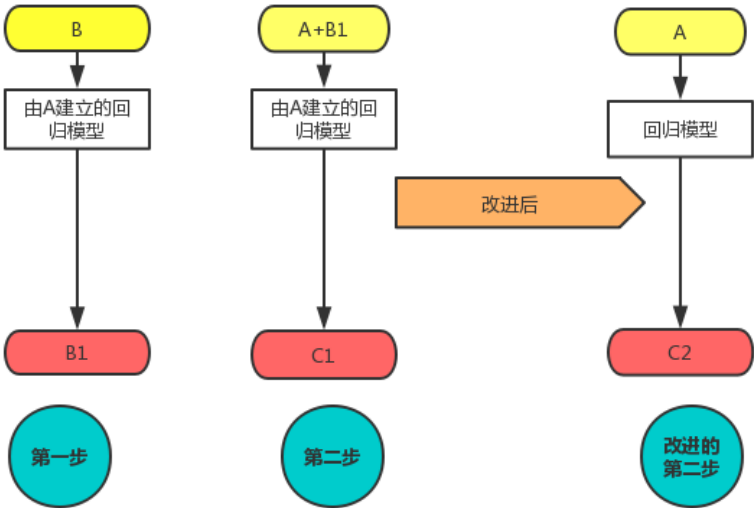 B
A+B1
A
由A建立的回
归模型
由A建立的回
归模型
回归模型
改进后
B1
C1
C2
第一步
第二步
改进的
第二步